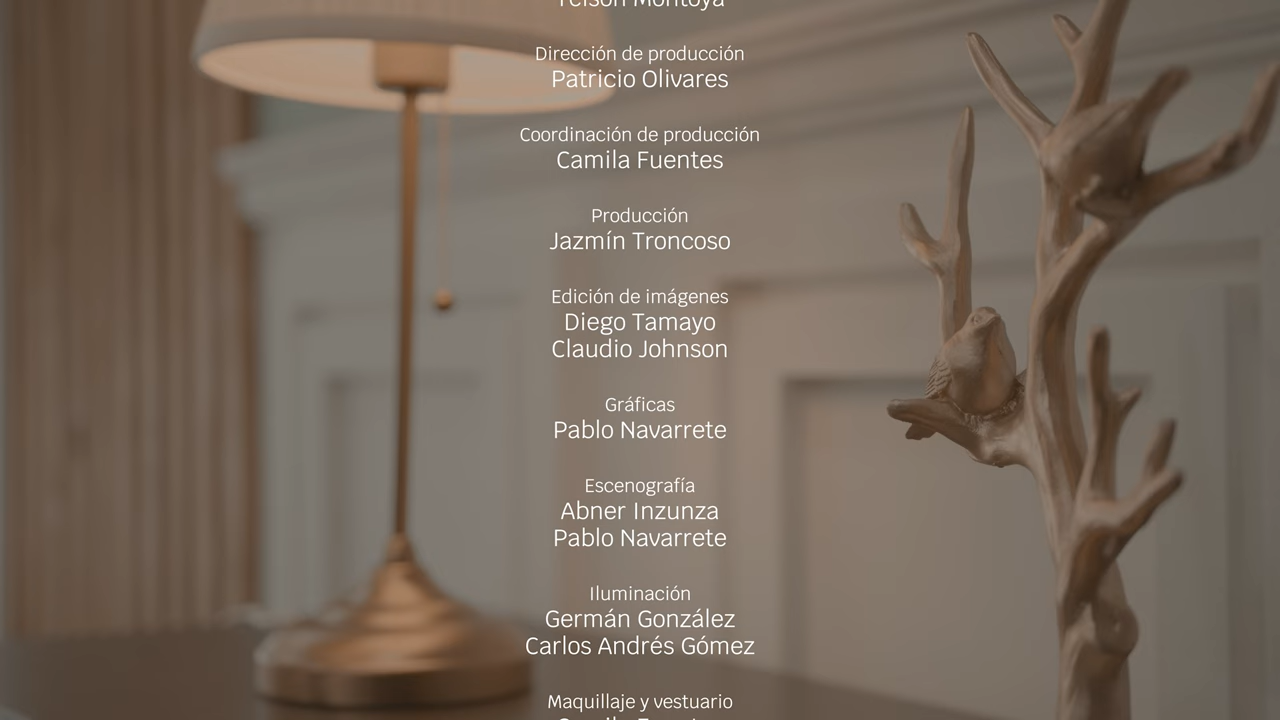 Dirección de producción
Patricio Olivares
Coordinación de producción
Camila Fuentes
Producción
Jazmín Troncoso
Edición de imágenes
Diego Tamayo
Claudio Johnson
Gráficas
Pablo Navarrete
Escenografía
Abner Inzunza
Pablo Navarrete
Iluminación
Germán González
Carlos Andrés Gómez
Maquillaje y vestuario